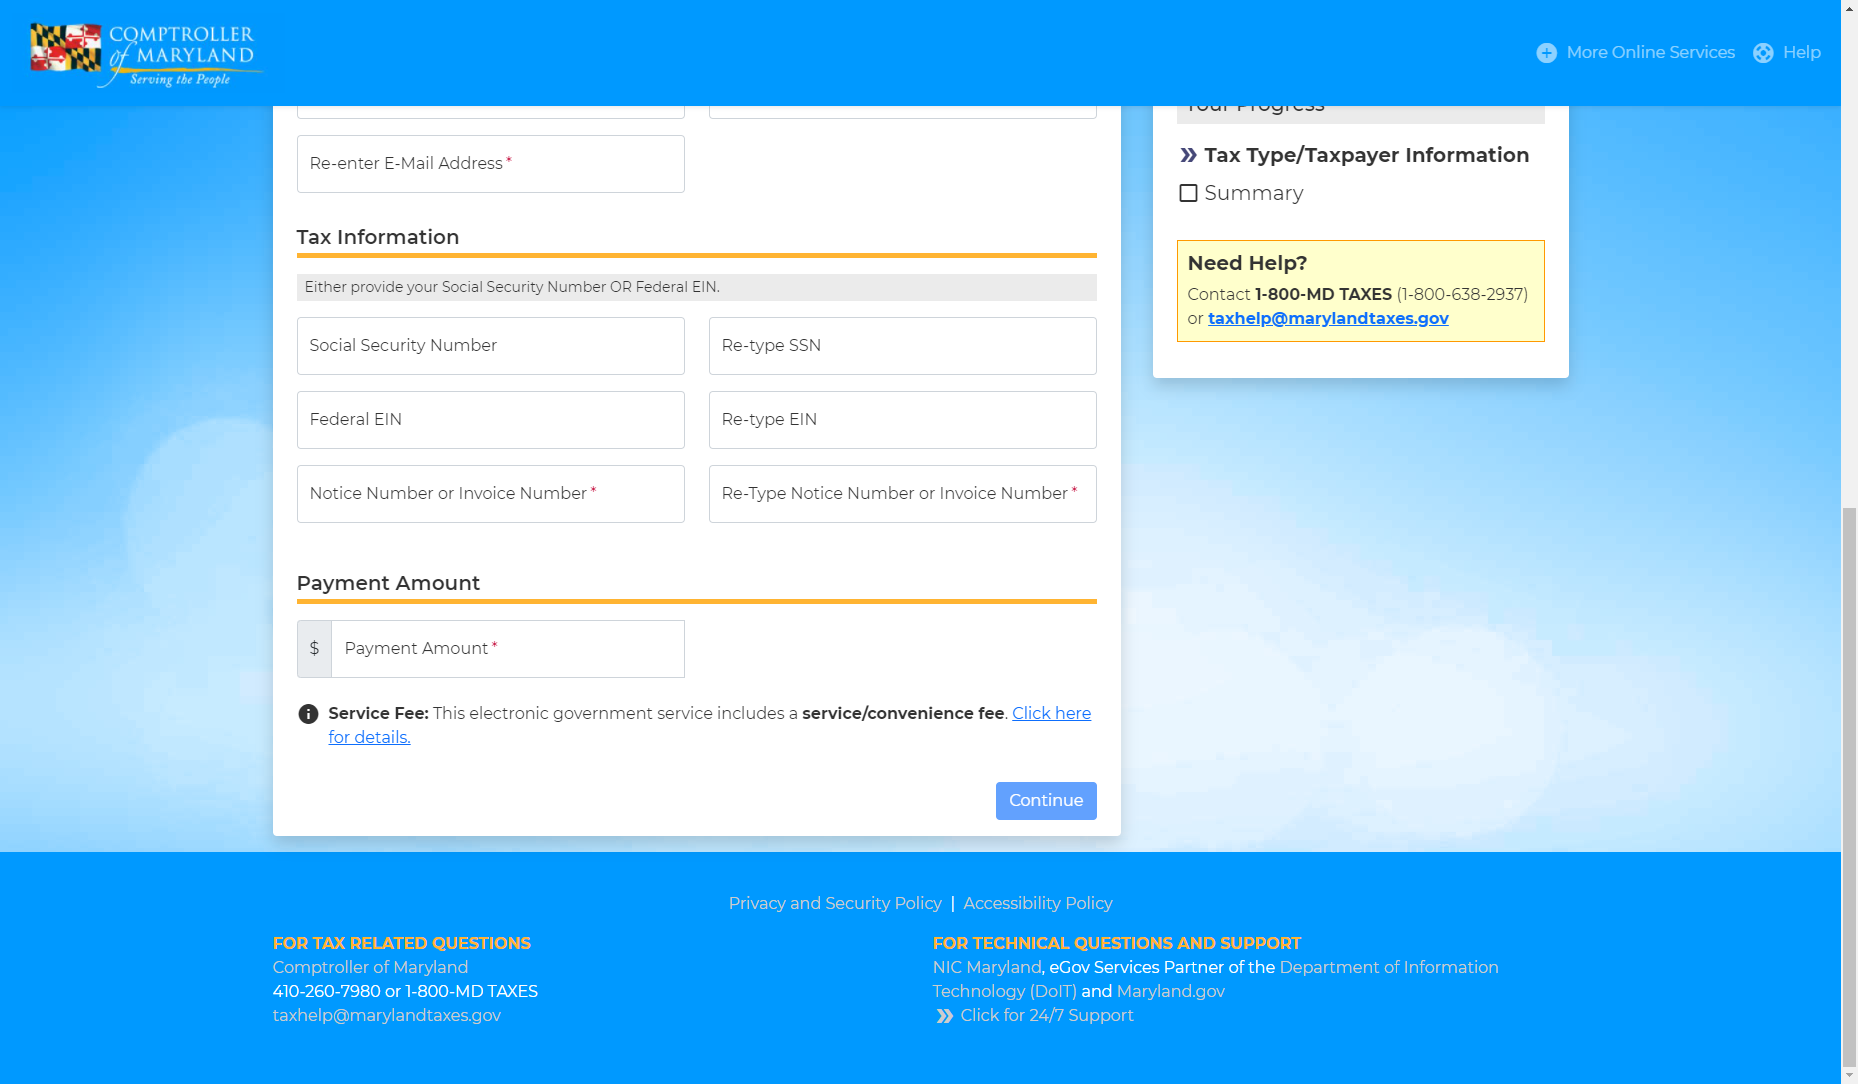 COMPTROLLER
of MARYLAND
Serving the People
More Online Services
Help
Your Progress
Re-enter E-Mail Address *
Tax Type/Taxpayer Information
Summary
Tax Information
Need Help?
Contact 1-800-MD TAXES (1-800-638-2937)
or taxhelp@marylandtaxes.gov
Either provide your Social Security Number OR Federal EIN.
Social Security Number
Re-type SSN
Federal EIN
Re-type EIN
Notice Number or Invoice Number *
Re-Type Notice Number or Invoice Number *
Payment Amount
$ Payment Amount *
Service Fee: This electronic government service includes a service/convenience fee. Click here
for details.
Continue
Privacy and Security Policy | Accessibility Policy
FOR TAX RELATED QUESTIONS
Comptroller of Maryland
410-260-7980 or 1-800-MD TAXES
taxhelp@marylandtaxes.gov
FOR TECHNICAL QUESTIONS AND SUPPORT
NIC Maryland, eGov Services Partner of the Department of Information
Technology (DoIT) and Maryland.gov
Click for 24/7 Support